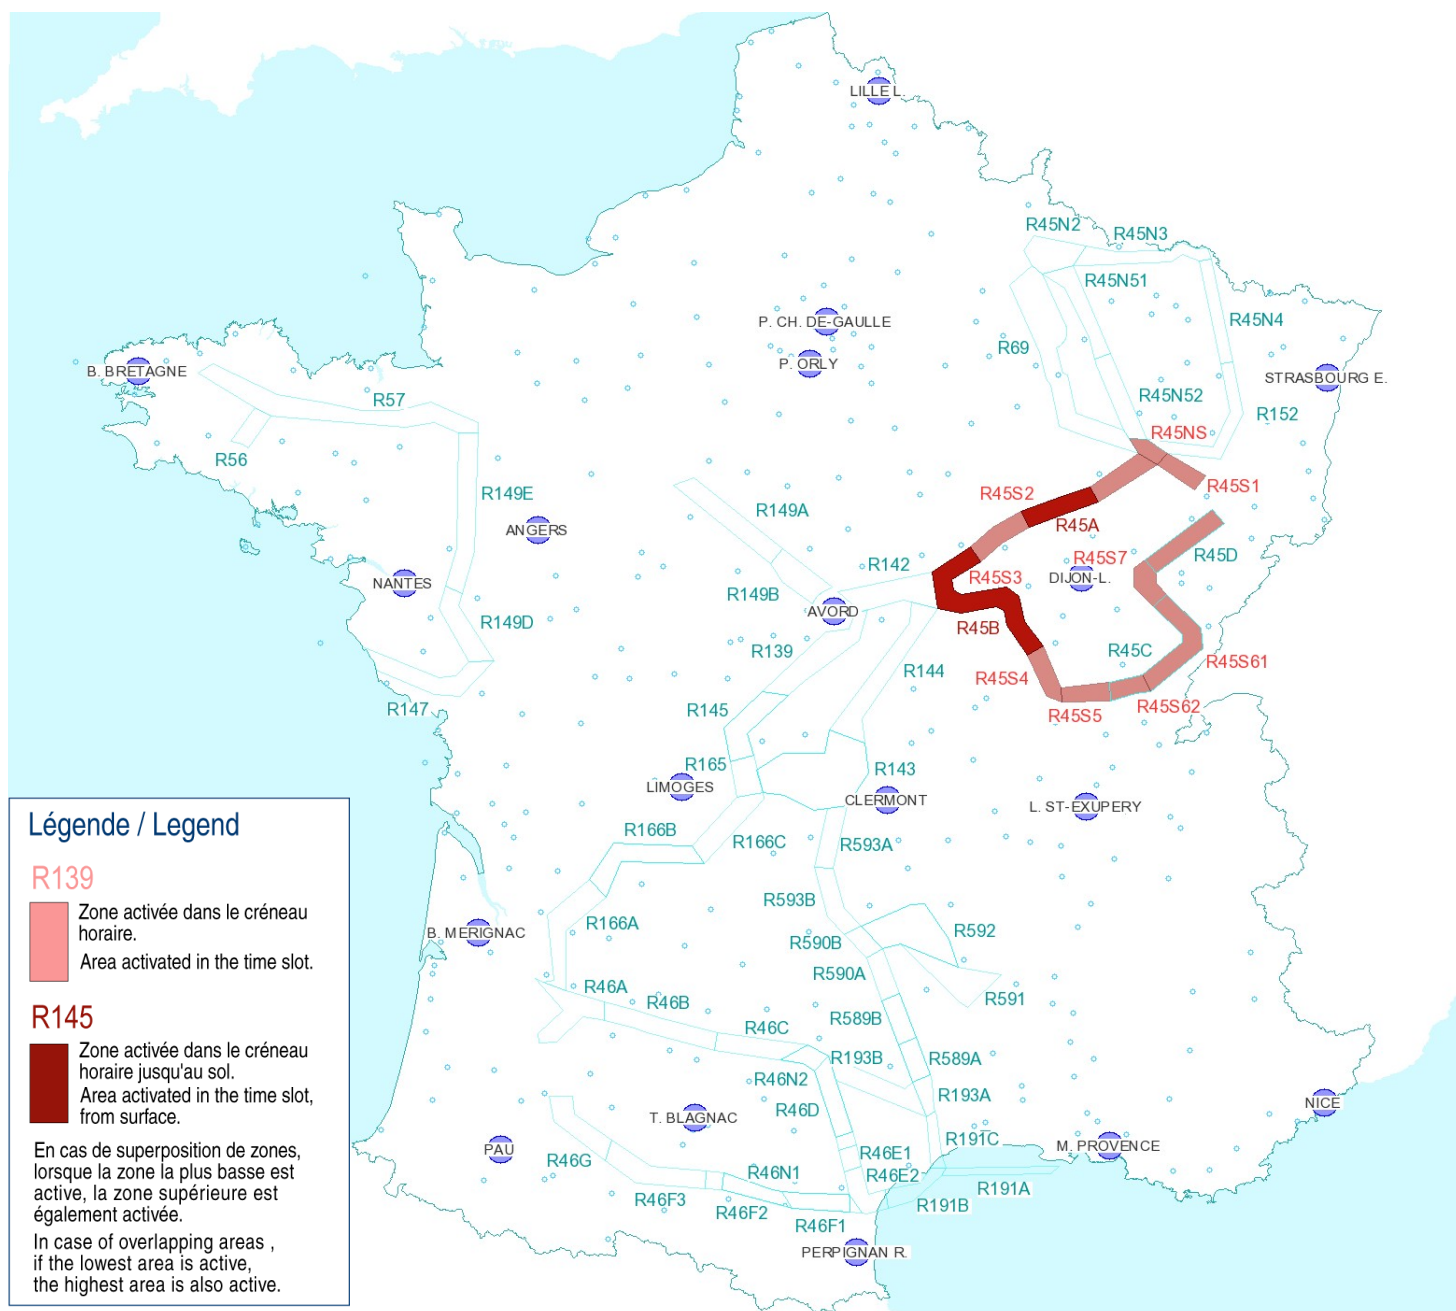 LILLE L.
R45N2
R45N3
R45N51
P. CH. DE-GAULLE
R45N4
R69
P. ORLY
B. BRETAGNE
STRASBOURG E.
R57
R45N52
R152
R45NS
R56
R45S1
R149E
R45S2
R149A
R45A
ANGERS
R45S7
R45D
R142
R45S3
DIJON-L.
NANTES
R149B
AVORD
R149D
R45B
R139
R45C
R45S61
R144
R45S4
R147
R145
R45S5
R45S62
R165
R143
LIMOGES
CLERMONT
L. ST-EXUPERY
R166B
R166C
R593A
R593B
R166A
B. MERIGNAC
R590B
R592
R590A
R46A
R46B
R591
R46C
R589B
R193B
R589A
R46N2
R193A
R46D
NICE
T. BLAGNAC
R191C
M. PROVENCE
PAU
R46E1
R46G
R46N1
R46E2
R191A
R46F3
R46F2
R191B
R46F1
PERPIGNAN R.
Légende / Legend
R139
Zone activée dans le créneau
horaire.
Area activated in the time slot.
R145
Zone activée dans le créneau
horaire jusqu'au sol.
Area activated in the time slot,
from surface.
En cas de superposition de zones,
lorsque la zone la plus basse est
active, la zone supérieure est
également activée.
In case of overlapping areas ,
if the lowest area is active,
the highest area is also active.